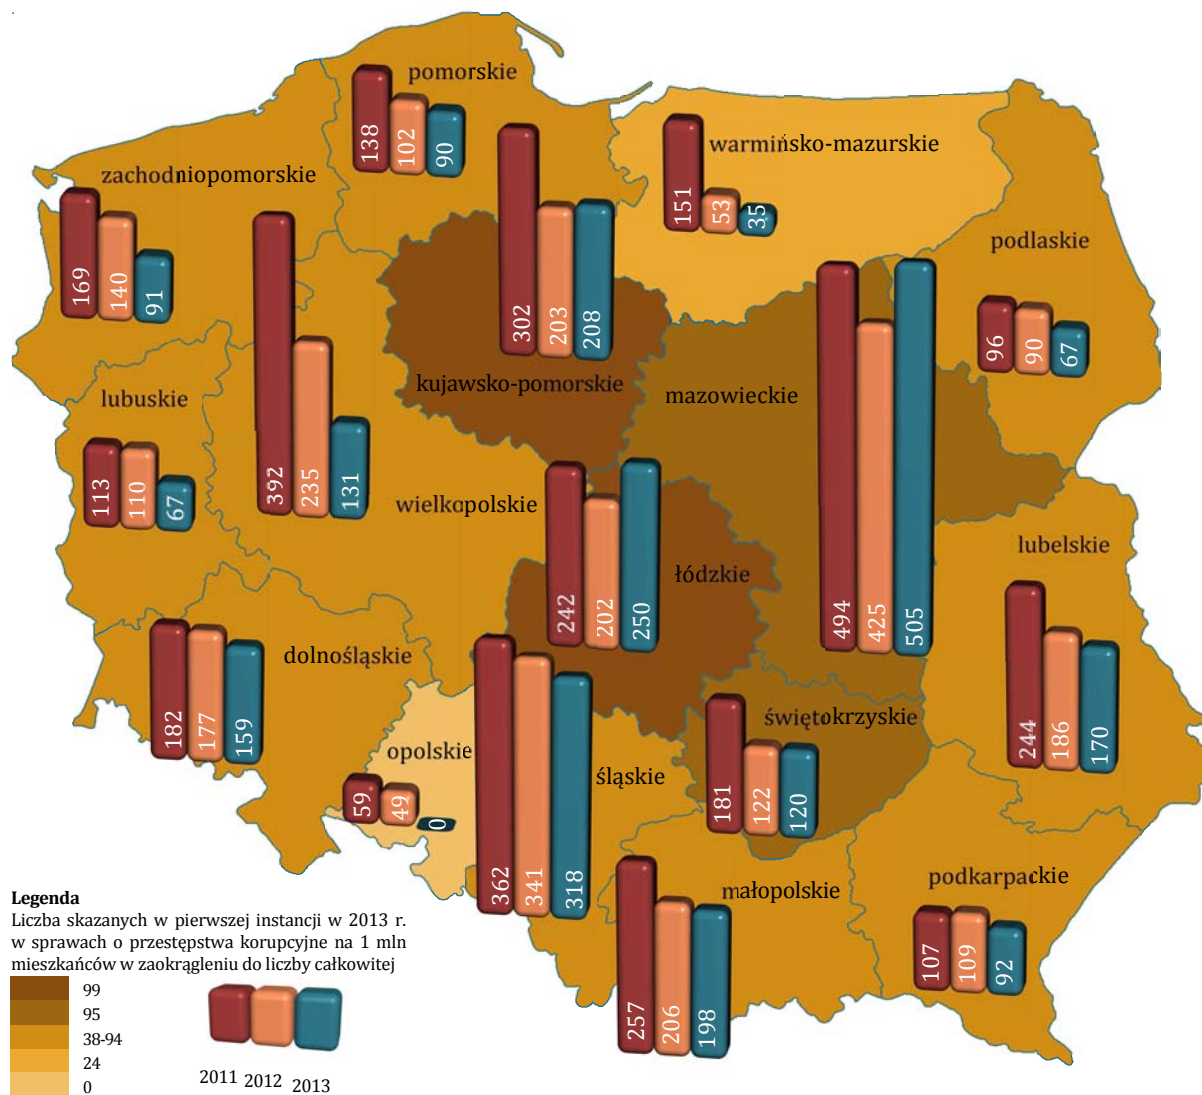 pomorskie
138
102
90
warmińsko-mazurskie
151
53
35
zachodniopomorskie
169
140
91
podlaskie
96
90
67
302
203
208
kujawsko-pomorskie
mazowieckie
494
425
505
lubuskie
113
110
67
392
235
131
wielkopolskie
242
202
250
łódzkie
lubelskie
244
186
170
dolnośląskie
182
177
159
opolskie
59
49
0
śląskie
362
341
318
świętokrzyskie
181
122
120
małopolskie
257
206
198
podkarpackie
107
109
92
Legenda
Liczba skazanych w pierwszej instancji w 2013 r.
w sprawach o przestępstwa korupcyjne na 1 mln
mieszkańców w zaokrągleniu do liczby całkowitej
99
95
38-94
24
0
2011 2012 2013